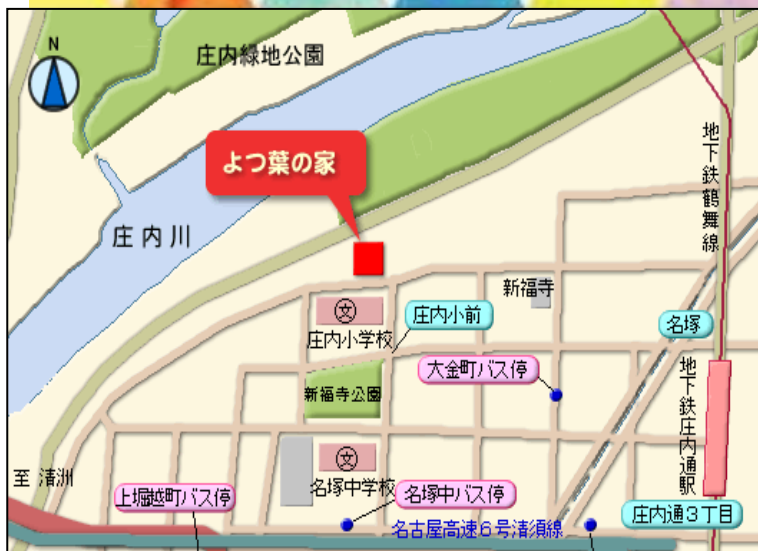 N
庄内緑地公園
よつ葉の家
庄内川
地下鉄鶴舞線
新福寺
庄内小前
名塚
庄内小学校
大金町バス停
新福寺公園
地下鉄庄内通駅
至 清洲
文
文
名塚中学校
上堀越町バス停
名塚中バス停
名古屋高速6号清須線
庄内通3丁目